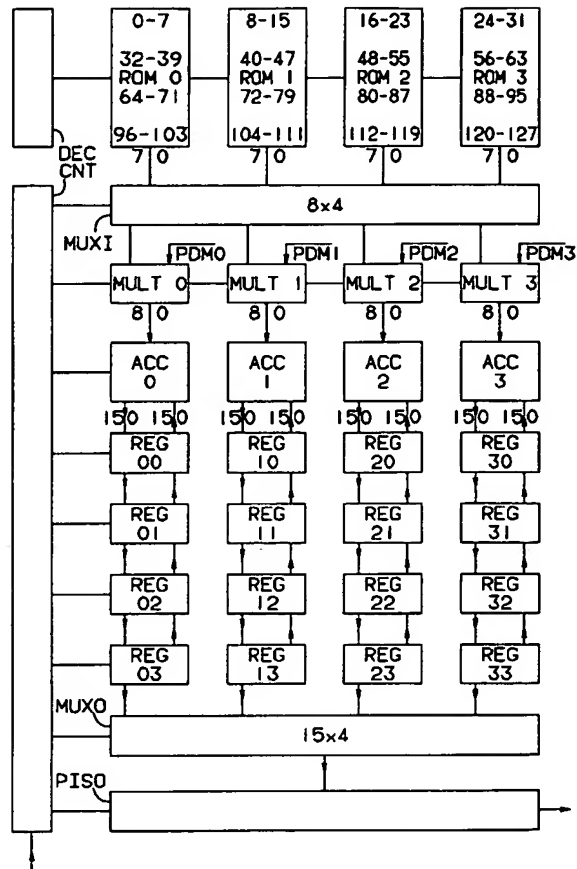 0-7 8-15 16-23 24-31
32-39 40-47 48-55 56-63
ROM 0 ROM 1 ROM 2 ROM 3
64-71 72-79 80-87 88-95
96-103 104-111 112-119 120-127
DEC
CNT
7 0 7 0 7 0 7 0
8×4
MUXI
PDM0 PDM1 PDM2 PDM3
MULT 0 MULT 1 MULT 2 MULT 3
8 0 8 0 8 0 8 0
ACC ACC ACC ACC
0 1 2 3
15 0 15 0 15 0 15 0 15 0 15 0 15 0 15 0
REG REG REG REG
00 10 20 30
REG REG REG REG
01 11 21 31
REG REG REG REG
02 12 22 32
REG REG REG REG
03 13 23 33
MUXO
15×4
PISO